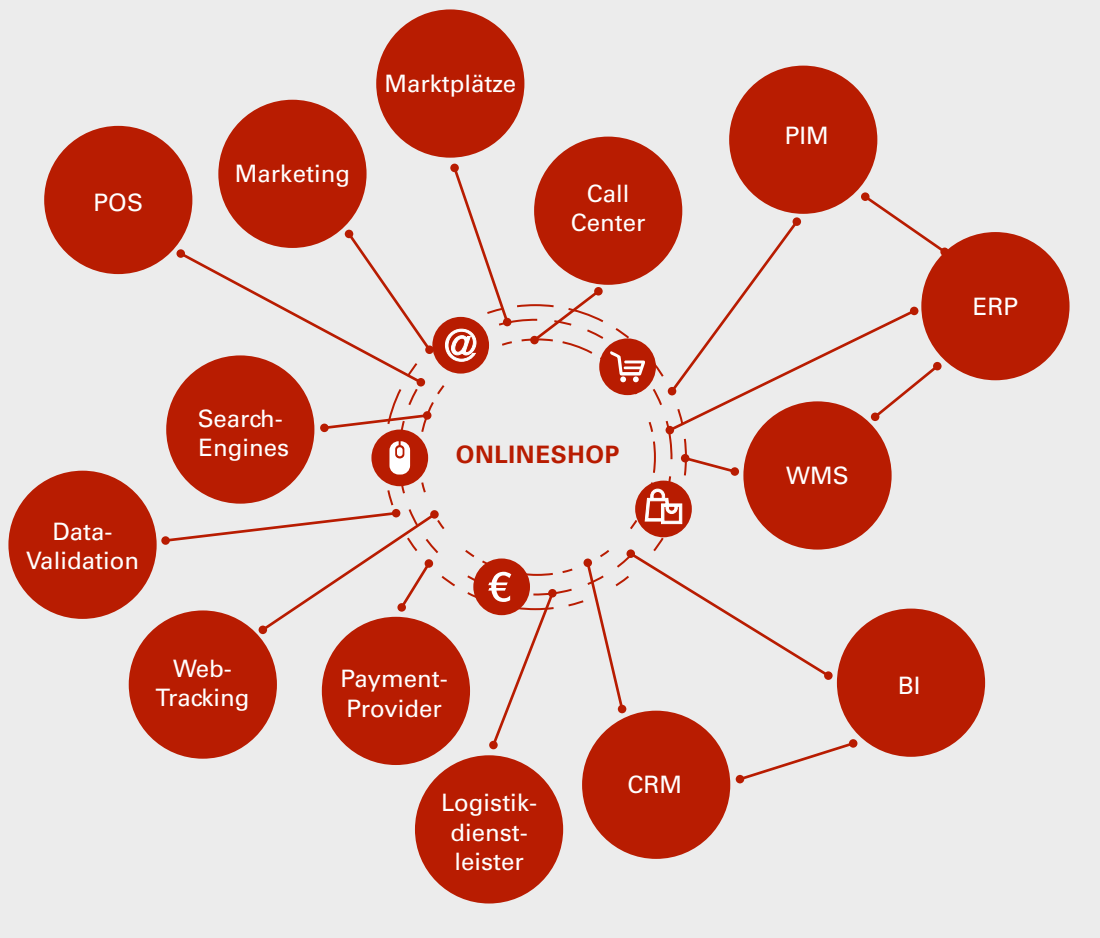 Marktplätze
PIM
Marketing
POS
Call
Center
ERP
@
Search-
Engines
ONLINESHOP
WMS
Data-
Validation
€
Web-
Tracking
Payment-
Provider
BI
CRM
Logistik-
dienst-
leister